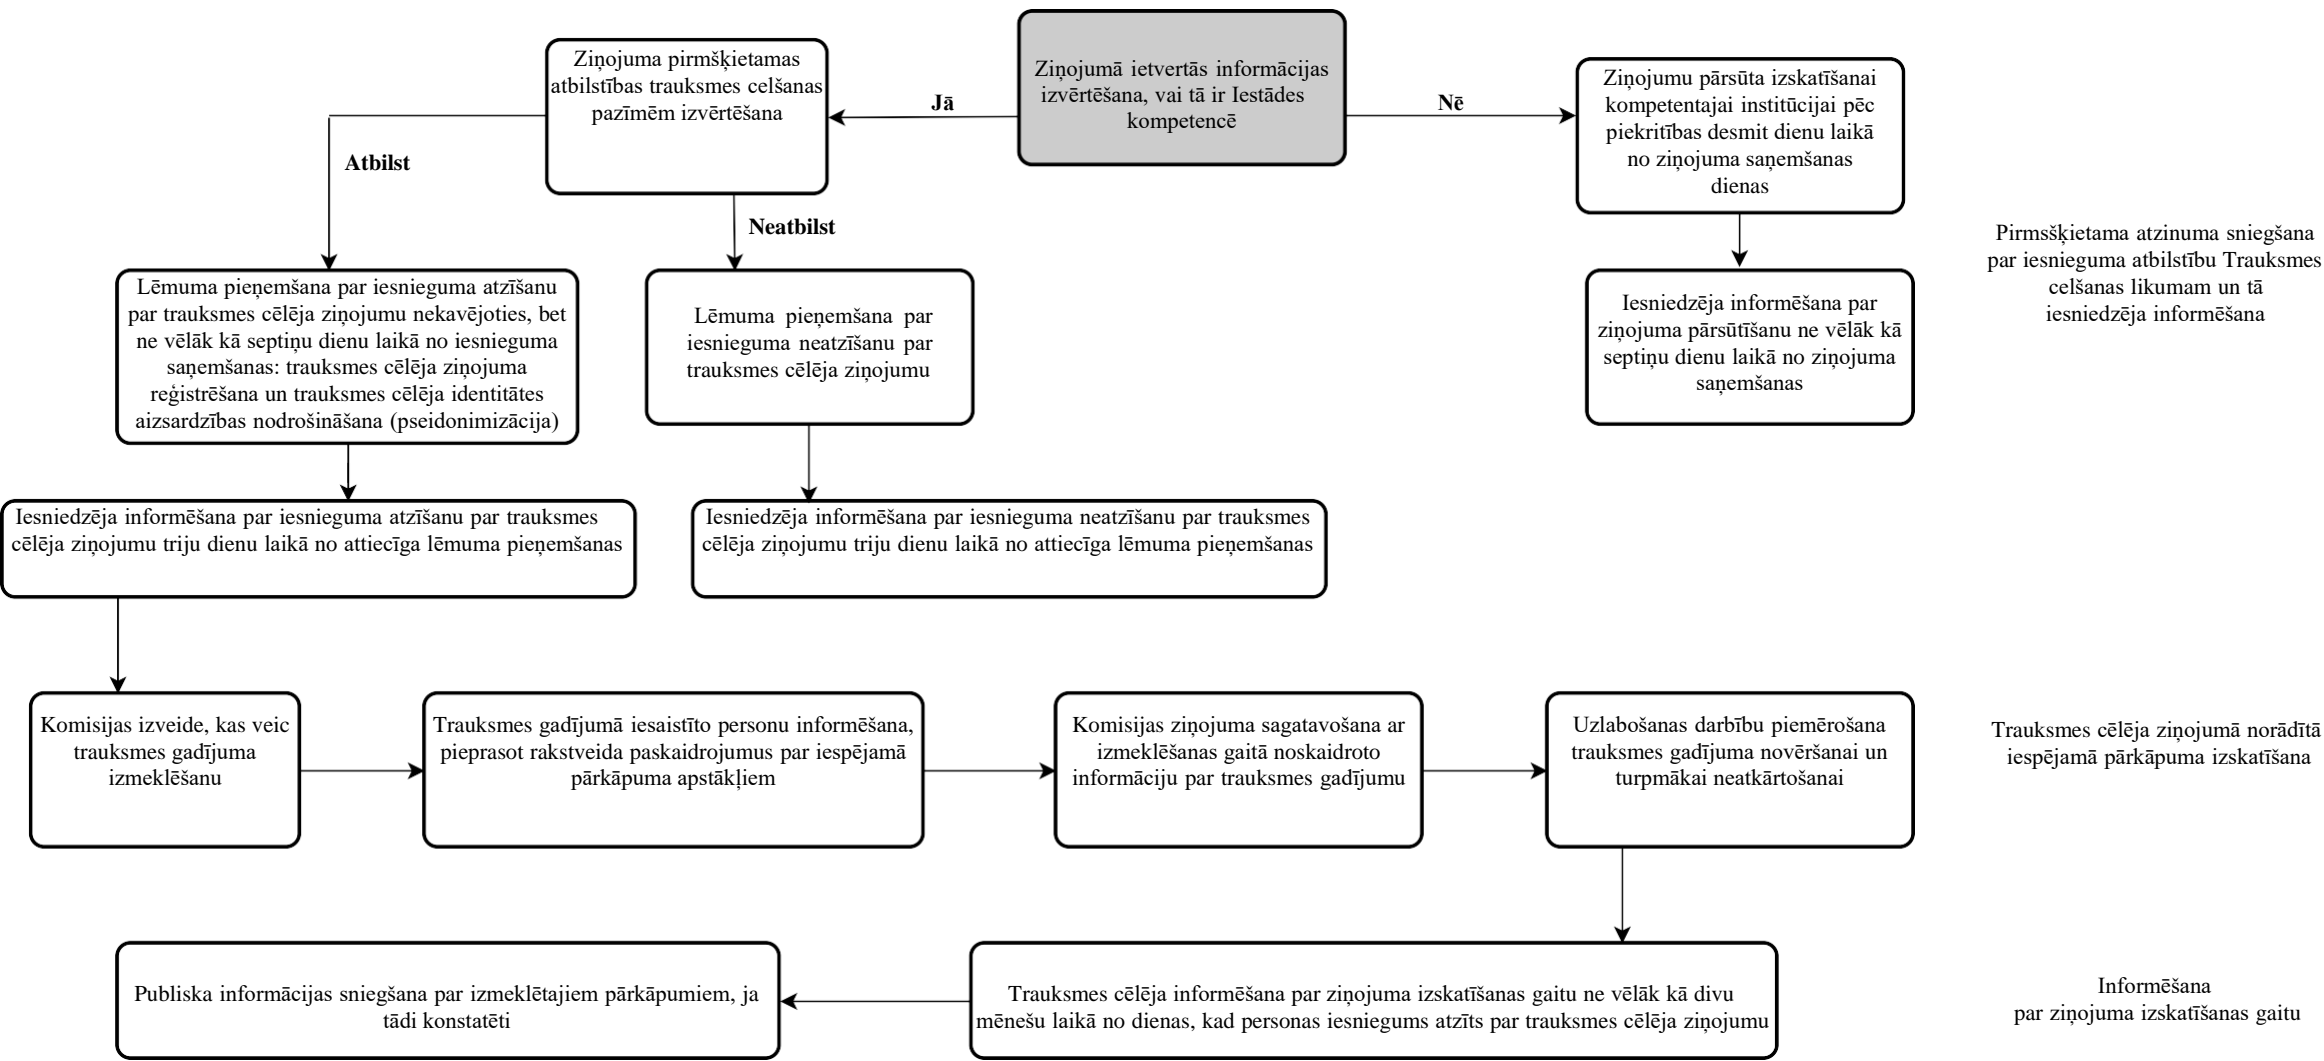 Ziņojumā ietvertās informācijas
izvērtēšana, vai tā ir Iestādes
kompetencē
Jā
Nē
Ziņojuma pirmšķietamas
atbilstības trauksmes celšanas
pazīmēm izvērtēšana
Ziņojumu pārsūta izskatīšanai
kompetentajai institūcijai pēc
piekritības desmit dienu laikā
no ziņojuma saņemšanas
dienas
Atbilst
Neatbilst
Pirmsšķietama atzinuma sniegšana
par iesnieguma atbilstību Trauksmes
celšanas likumam un tā
iesniedzēja informēšana
Lēmuma pieņemšana par iesnieguma atzīšanu
par trauksmes cēlēja ziņojumu nekavējoties, bet
ne vēlāk kā septiņu dienu laikā no iesnieguma
saņemšanas: trauksmes cēlēja ziņojuma
reģistrēšana un trauksmes cēlēja identitātes
aizsardzības nodrošināšana (pseidonimizācija)
Lēmuma pieņemšana par
iesnieguma neatzīšanu par
trauksmes cēlēja ziņojumu
Iesniedzēja informēšana par
ziņojuma pārsūtīšanu ne vēlāk kā
septiņu dienu laikā no ziņojuma
saņemšanas
Iesniedzēja informēšana par iesnieguma atzīšanu par trauksmes
cēlēja ziņojumu triju dienu laikā no attiecīga lēmuma pieņemšanas
Iesniedzēja informēšana par iesnieguma neatzīšanu par trauksmes
cēlēja ziņojumu triju dienu laikā no attiecīga lēmuma pieņemšanas
Komisijas izveide, kas veic
trauksmes gadījuma
izmeklēšanu
Trauksmes gadījumā iesaistīto personu informēšana,
pieprasot rakstveida paskaidrojumus par iespējamā
pārkāpuma apstākļiem
Komisijas ziņojuma sagatavošana ar
izmeklēšanas gaitā noskaidroto
informāciju par trauksmes gadījumu
Uzlabošanas darbību piemērošana
trauksmes gadījuma novēršanai un
turpmākai neatkārtošanai
Trauksmes cēlēja ziņojumā norādītā
iespējamā pārkāpuma izskatīšana
Publiska informācijas sniegšana par izmeklētajiem pārkāpumiem, ja
tādi konstatēti
Trauksmes cēlēja informēšana par ziņojuma izskatīšanas gaitu ne vēlāk kā divu
mēnešu laikā no dienas, kad personas iesniegums atzīts par trauksmes cēlēja ziņojumu
Informēšana
par ziņojuma izskatīšanas gaitu